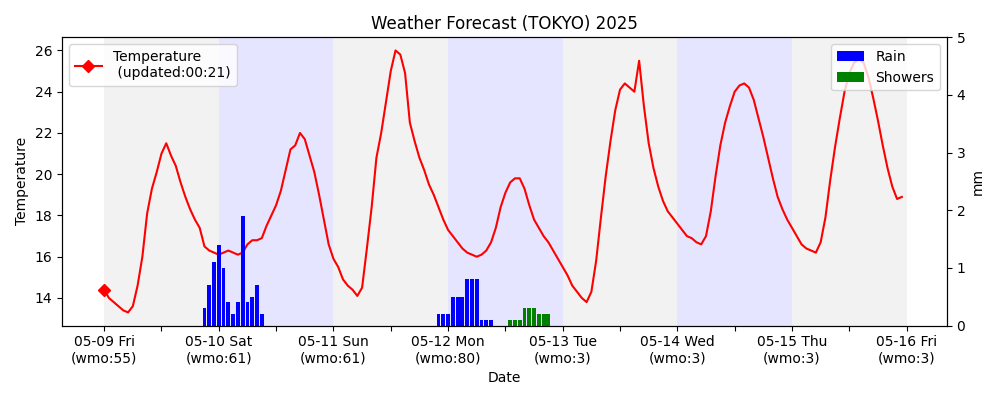 Weather Forecast (TOKYO) 2025
Temperature
(updated:00:21)
Rain
Showers
26
24
22
20
18
16
14
Temperature
5
4
3
2
1
0
mm
05-09 Fri
(wmo:55)
05-10 Sat
(wmo:61)
05-11 Sun
(wmo:61)
05-12 Mon
(wmo:80)
05-13 Tue
(wmo:3)
05-14 Wed
(wmo:3)
05-15 Thu
(wmo:3)
05-16 Fri
(wmo:3)
Date